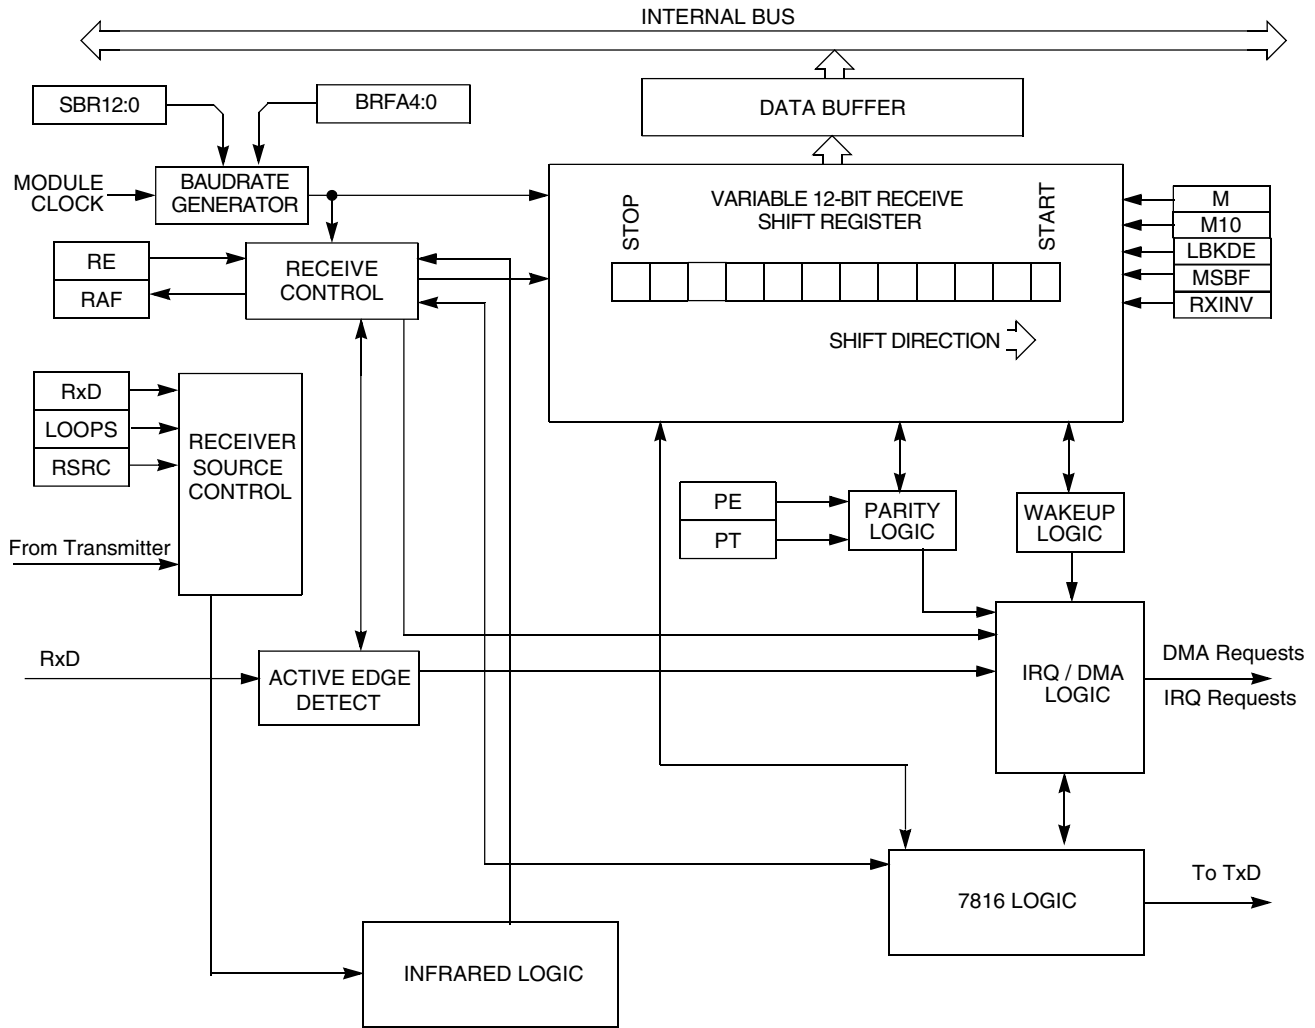 INTERNAL BUS
SBR12:0
BRFA4:0
DATA BUFFER
MODULE
CLOCK
BAUDRATE
GENERATOR
VARIABLE 12-BIT RECEIVE
SHIFT REGISTER
STOP
START
M
M10
LBKDE
MSBF
RXINV
RE
RAF
RECEIVE
CONTROL
SHIFT DIRECTION
RxD
LOOPS
RSRC
RECEIVER
SOURCE
CONTROL
From Transmitter
PE
PT
PARITY
LOGIC
WAKEUP
LOGIC
RxD
ACTIVE EDGE
DETECT
IRQ / DMA
LOGIC
DMA Requests
IRQ Requests
7816 LOGIC
To TxD
INFRARED LOGIC